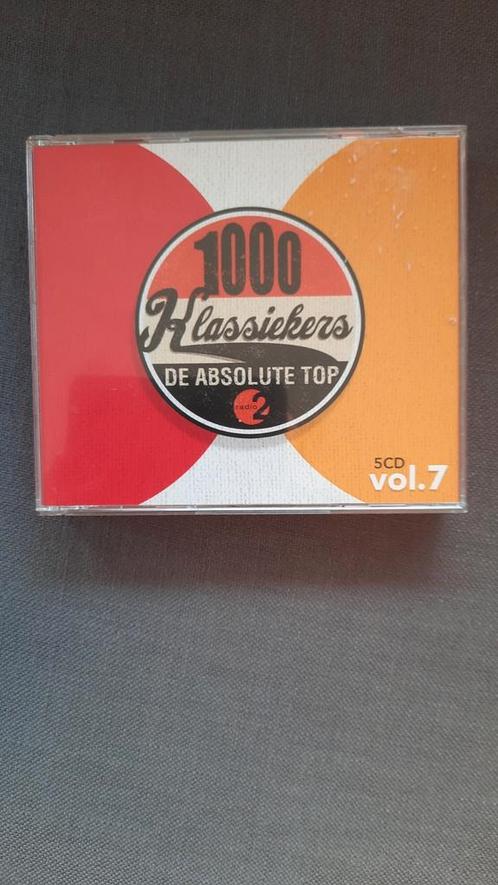 1000
Klassiekers
DE ABSOLUTE TOP
radio 2
5CD
vol.7